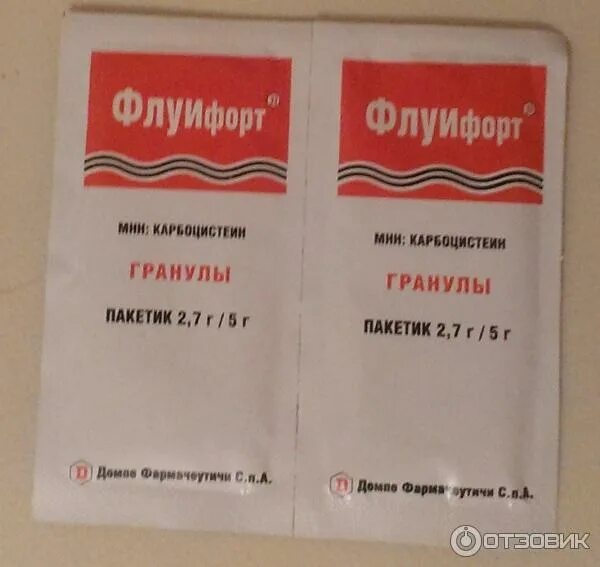 Флуифорт®
МНН: КАРБОЦИСТЕИН
ГРАНУЛЫ
ПАКЕТИК 2,7 г / 5 г
Домпе Фармачеутичи С.п.А.
Флуифорт®
МНН: КАРБОЦИСТЕИН
ГРАНУЛЫ
ПАКЕТИК 2,7 г / 5 г
Домпе Фармачеутичи С.п.А.
ОТЗОВИК